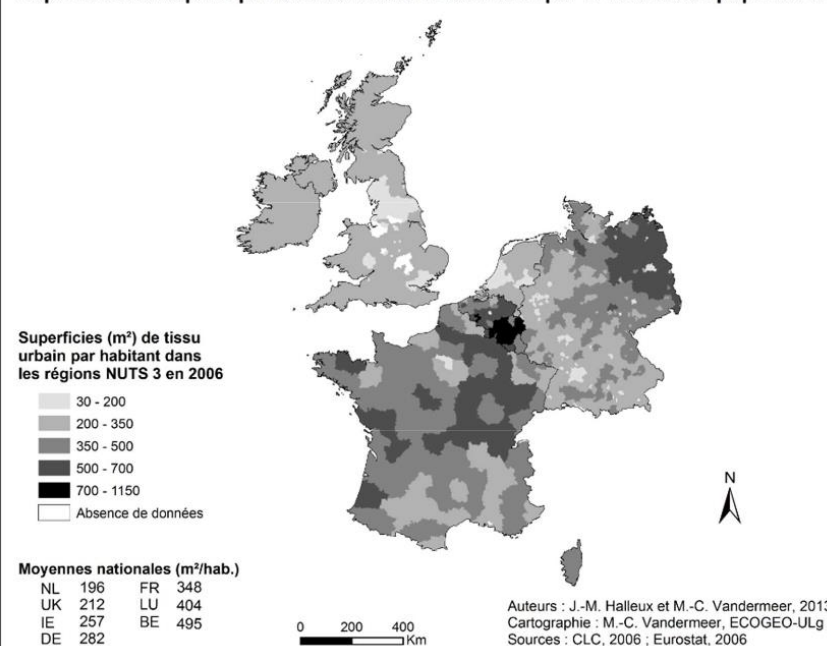 Superficies (m²) de tissu
urbain par habitant dans
les régions NUTS 3 en 2006
30 - 200
200 - 350
350 - 500
500 - 700
700 - 1150
Absence de données
N
Moyennes nationales (m²/hab.)
NL 196 FR 348
UK 212 LU 404
IE 257 BE 495
DE 282
0 200 400
Km
Auteurs : J.-M. Halleux et M.-C. Vandermeer, 2013
Cartographie : M.-C. Vandermeer, ECOGEO-ULg
Sources : CLC, 2006 ; Eurostat, 2006